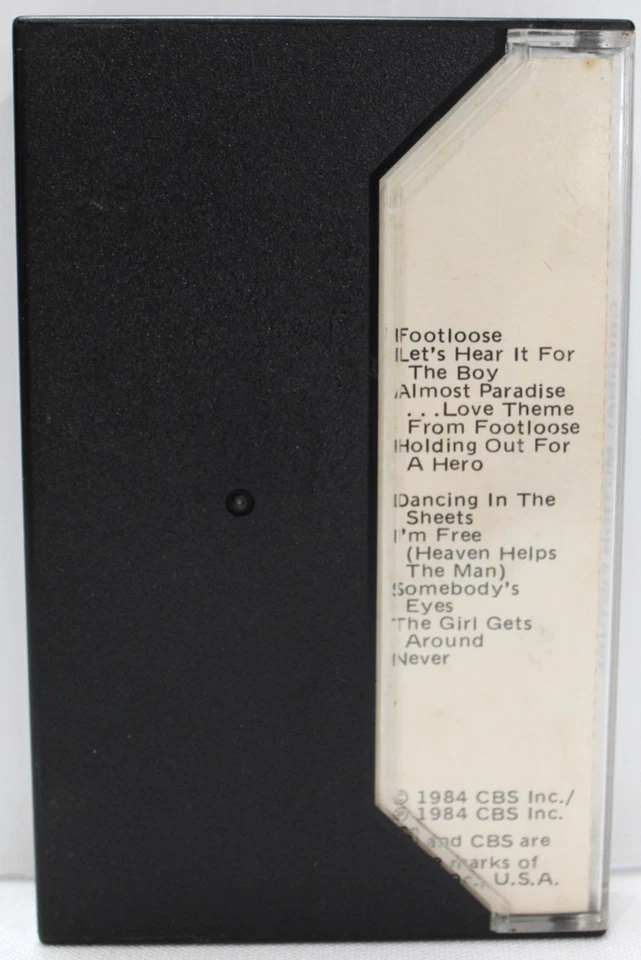 Footloose
Let's Hear It For
The Boy
Almost Paradise
...Love Theme
From Footloose
Holding Out For
A Hero
Dancing In The
Sheets
I'm Free
(Heaven Helps
The Man)
Somebody's
Eyes
The Girl Gets
Around
Never
© 1984 CBS Inc./
℗ 1984 CBS Inc.
and CBS are
marks of
U.S.A.